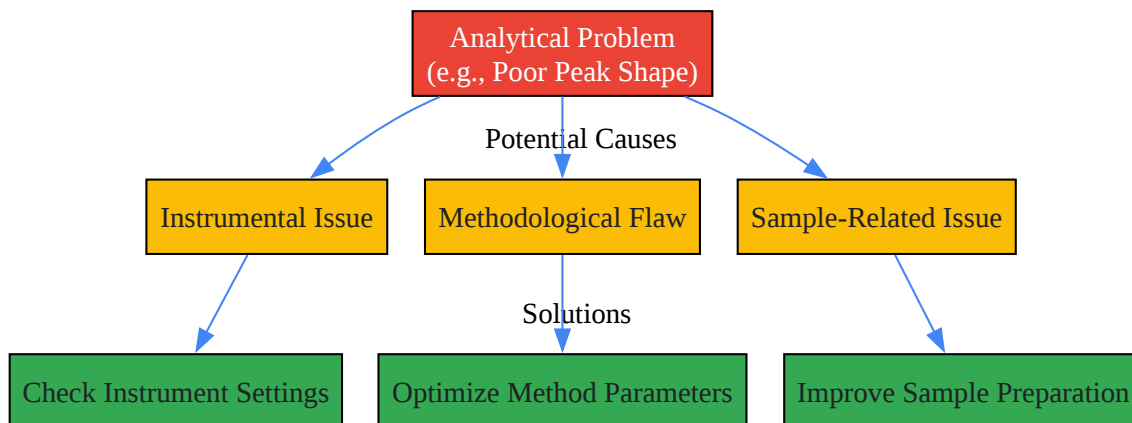 Analytical Problem
(e.g., Poor Peak Shape)
Potential Causes
Instrumental Issue
Methodological Flaw
Sample-Related Issue
Solutions
Check Instrument Settings
Optimize Method Parameters
Improve Sample Preparation